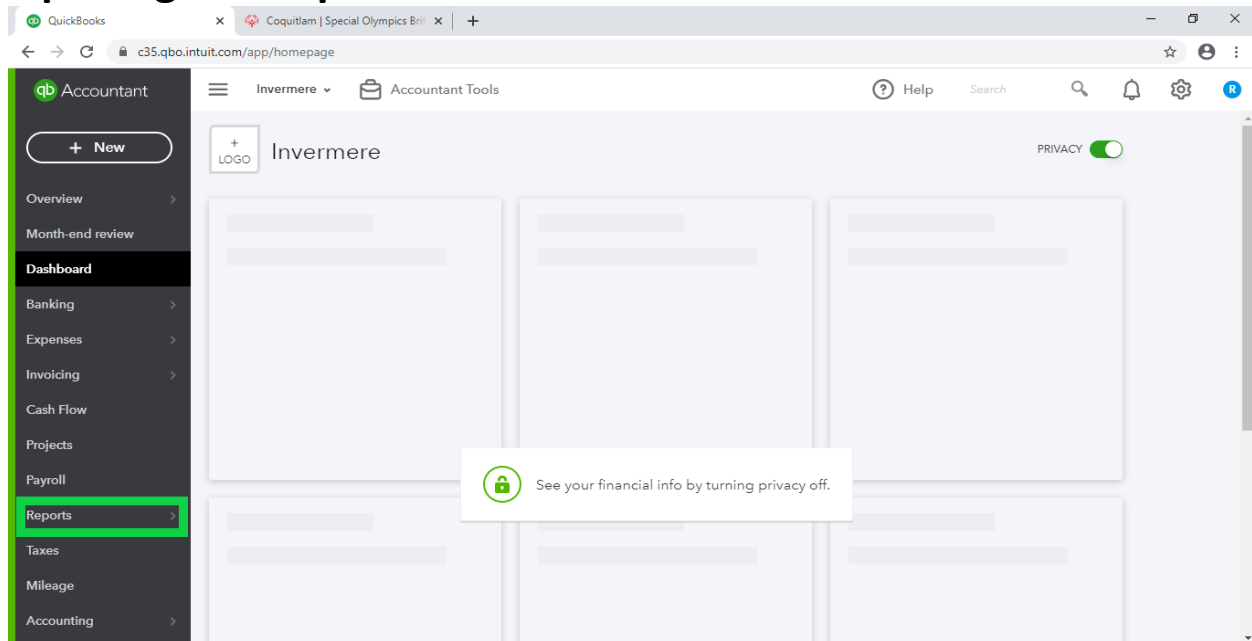 QuickBooks
Coquitlam | Special Olympics Brit
c35.qbo.intuit.com/app/homepage
qb Accountant
Invermere
Accountant Tools
? Help
Search
R
+ New
+
LOGO
Invermere
PRIVACY
Overview
Month-end review
Dashboard
Banking
Expenses
Invoicing
Cash Flow
Projects
Payroll
See your financial info by turning privacy off.
Reports
Taxes
Mileage
Accounting